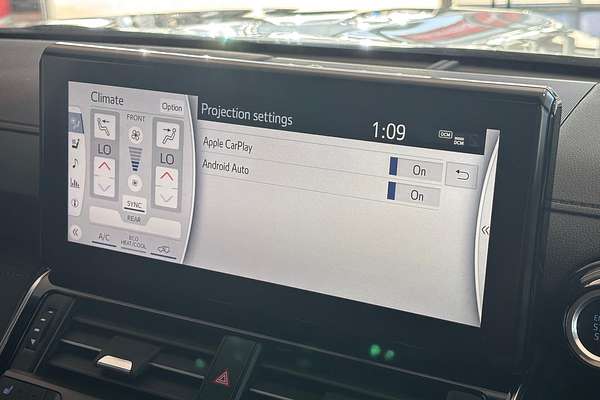 Climate
Option
FRONT
LO
LO
SYNC
REAR
A/C
ECO
HEAT/COOL
Projection settings
1:09
DCM
DCM
Apple CarPlay
On
Android Auto
On